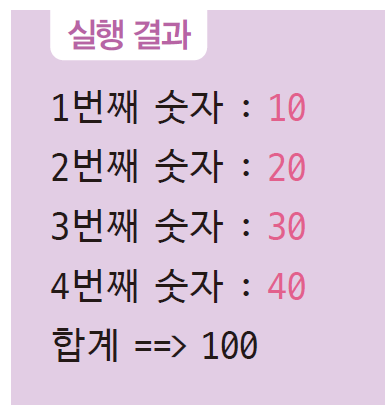 실행 결과
1번째 숫자 : 10
2번째 숫자 : 20
3번째 숫자 : 30
4번째 숫자 : 40
합계 ==> 100